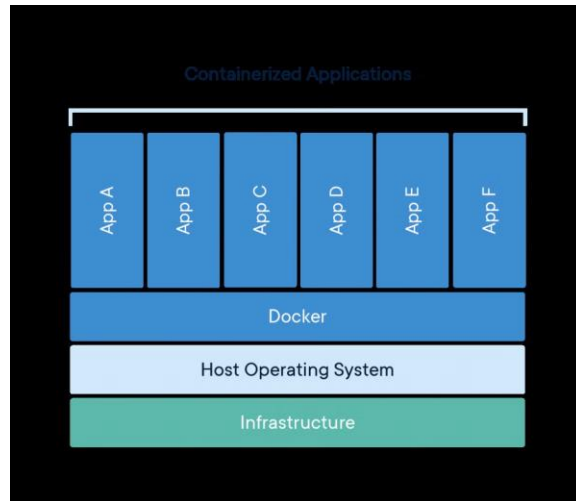 Containerized Applications
App A
App B
App C
App D
App E
App F
Docker
Host Operating System
Infrastructure